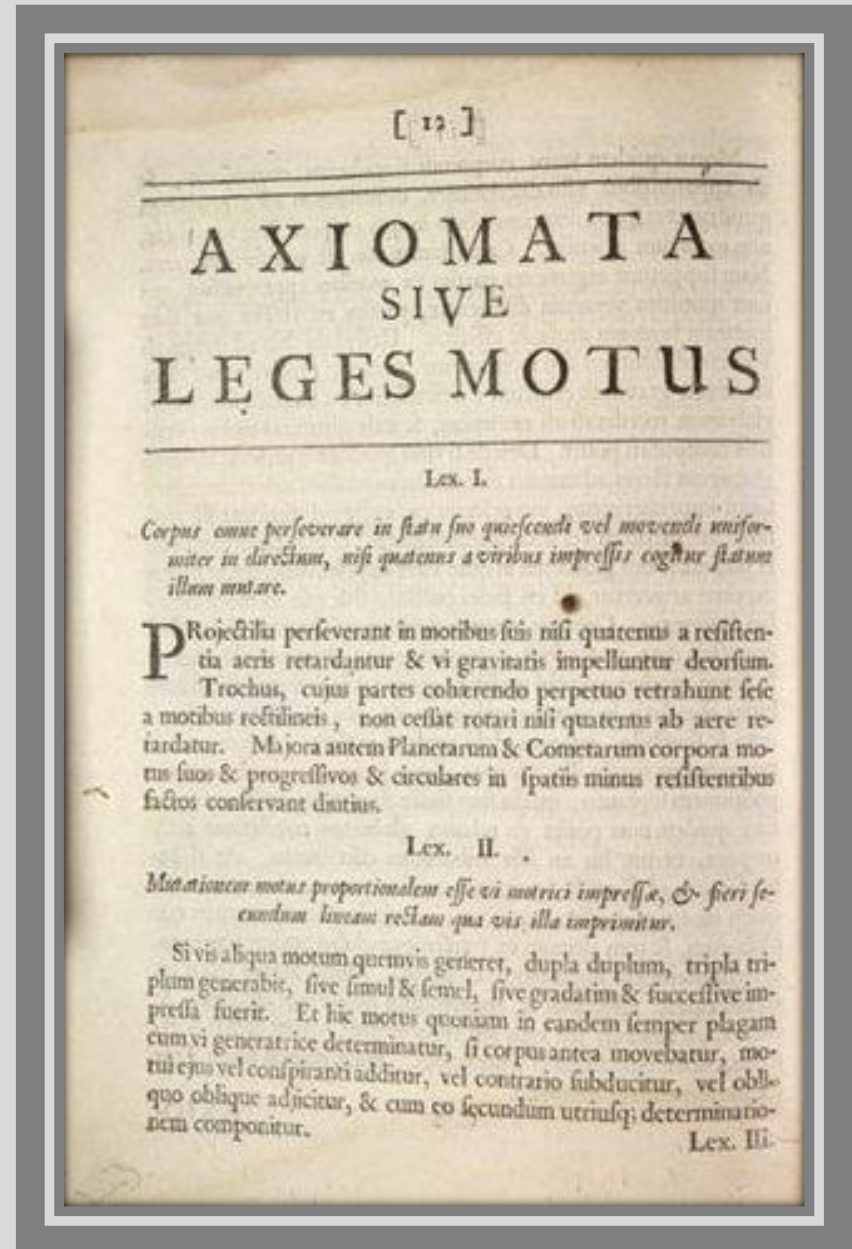 [ 12 ]
AXIOMATA
SIVE
LEGES MOTUS
Lex. I.
Corpus omne perſeverare in ſtatu ſuo quieſcendi vel movendi unifor-
miter in directum, niſi quatenus a viribus impreſſis cogitur ſtatum
illum mutare.
PRojectilia perſeverant in motibus ſuis niſi quatenus a reſiſten-
tia aeris retardantur & vi gravitatis impelluntur deorſum.
Trochus, cujus partes cohærendo perpetuo retrahunt ſeſe
a motibus rectilineis, non ceſſat rotari niſi quatenus ab aere re-
tardatur. Majora autem Planetarum & Cometarum corpora mo-
tus ſuos & progreſſivos & circulares in ſpatiis minus reſiſtentibus
factos conſervant diutius.
Lex. II.
Mutationem motus proportionalem eſſe vi motrici impreſſæ, & fieri ſe-
cundum lineam rectam qua vis illa imprimitur.
Si vis aliqua motum quemvis generet, dupla duplum, tripla tri-
plum generabit, ſive ſimul & ſemel, ſive gradatim & ſucceſſive im-
preſſa fuerit. Et hic motus quoniam in eandem ſemper plagam
cum vi generatrice determinatur, ſi corpus antea movebatur, mo-
tui ejus vel conſpiranti additur, vel contrario ſubducitur, vel obli-
quo oblique adjicitur, & cum eo ſecundum utriuſq; determinatio-
nem componitur.
Lex. III.